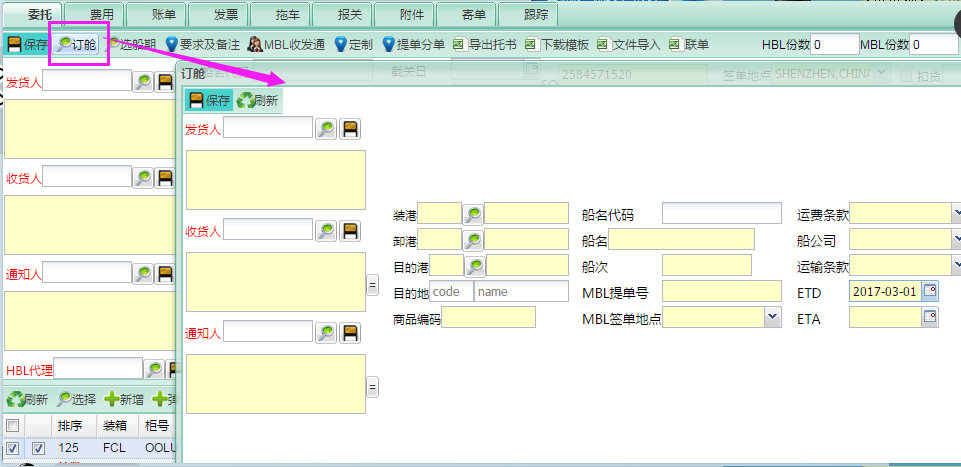 委托 费用 账单 发票 拖车 报关 附件 寄单 跟踪
保存 订舱 选船期 要求及备注 MBL收发通 定制 提单分单 导出托书 下载模板 文件导入 联单 HBL份数 0 MBL份数 0
订舱 船名代码 截关日 SO 2584571520 签单地点 SHENZHEN,CHINA 扣货
发货人
收货人
通知人
HBL代理
刷新 选择 新增
排序 装箱 柜号
125 FCL OOLU
保存 刷新
发货人
收货人
通知人
装港 船名代码 运费条款
卸港 船名 船公司
目的港 船次 运输条款
目的地 code name MBL提单号 ETD 2017-03-01
商品编码 MBL签单地点 ETA
=
=